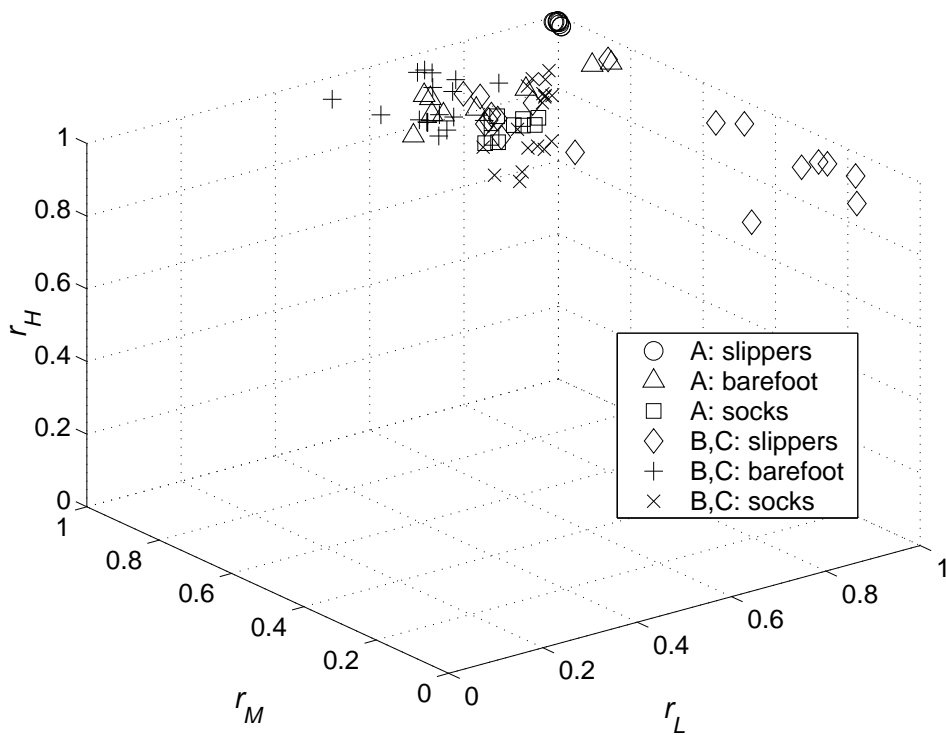 1
0.8
0.6
0.4
0.2
0
r_H
1
0.8
0.6
0.4
0.2
0
r_M
0
0.2
0.4
0.6
0.8
1
r_L
A: slippers
A: barefoot
A: socks
B,C: slippers
B,C: barefoot
B,C: socks